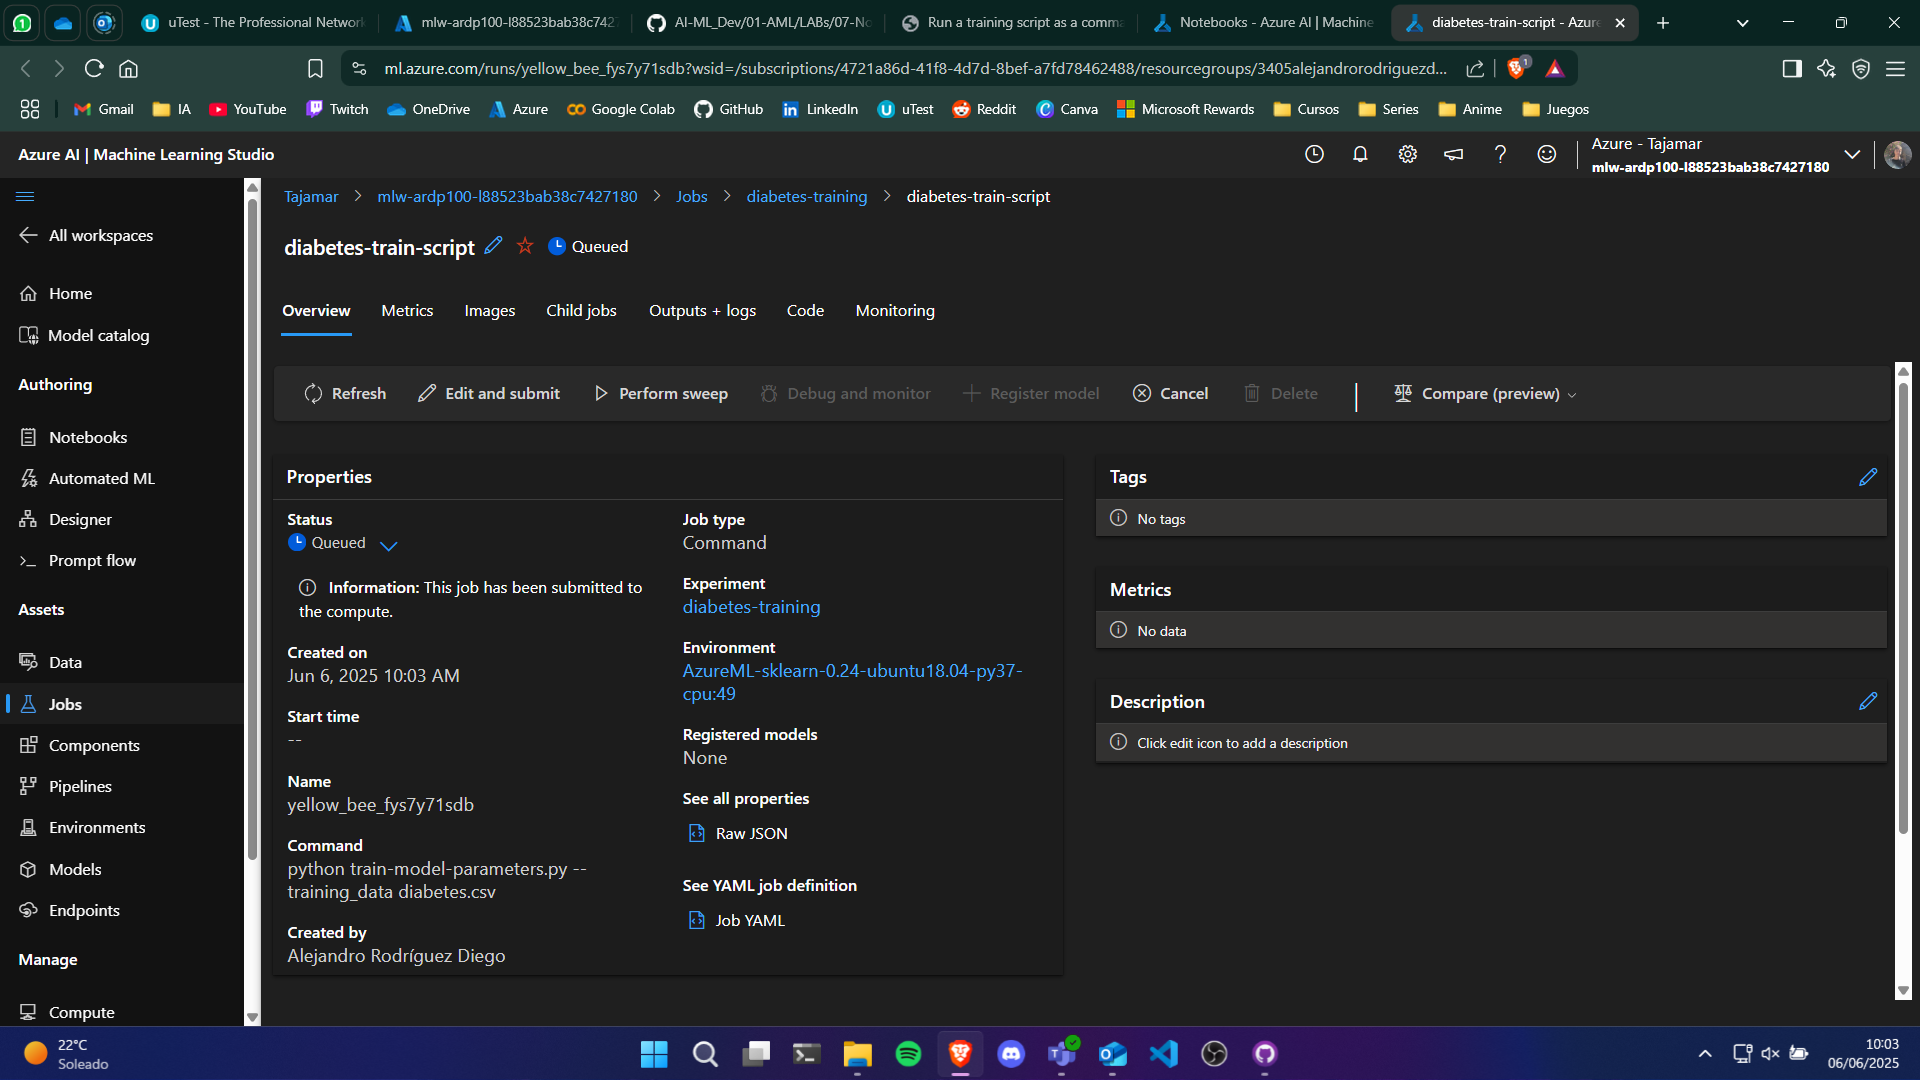 uTest - The Professional Network
mlw-ardp100-l88523bab38c742
AI-ML_Dev/01-AML/LABs/07-No
Run a training script as a comma
Notebooks - Azure AI | Machine
diabetes-train-script - Azure
ml.azure.com/runs/yellow_bee_fys7y71sdb?wsid=/subscriptions/4721a86d-41f8-4d7d-8bef-a7fd78462488/resourcegroups/3405alejandrorodriguezd...
1
Gmail
IA
YouTube
Twitch
OneDrive
Azure
Google Colab
GitHub
LinkedIn
uTest
Reddit
Canva
Microsoft Rewards
Cursos
Series
Anime
Juegos
Azure AI | Machine Learning Studio
Azure - Tajamar
mlw-ardp100-l88523bab38c7427180
All workspaces
Home
Model catalog
Authoring
Notebooks
Automated ML
Designer
Prompt flow
Assets
Data
Jobs
Components
Pipelines
Environments
Models
Endpoints
Manage
Compute
Tajamar > mlw-ardp100-l88523bab38c7427180 > Jobs > diabetes-training > diabetes-train-script
diabetes-train-script
Queued
Overview
Metrics
Images
Child jobs
Outputs + logs
Code
Monitoring
Refresh
Edit and submit
Perform sweep
Debug and monitor
Register model
Cancel
Delete
Compare (preview)
Properties
Status
Queued
Information: This job has been submitted to
the compute.
Created on
Jun 6, 2025 10:03 AM
Start time
--
Name
yellow_bee_fys7y71sdb
Command
python train-model-parameters.py --
training_data diabetes.csv
Created by
Alejandro Rodríguez Diego
Job type
Command
Experiment
diabetes-training
Environment
AzureML-sklearn-0.24-ubuntu18.04-py37-
cpu:49
Registered models
None
See all properties
Raw JSON
See YAML job definition
Job YAML
Tags
No tags
Metrics
No data
Description
Click edit icon to add a description
22°C
Soleado
10:03
06/06/2025